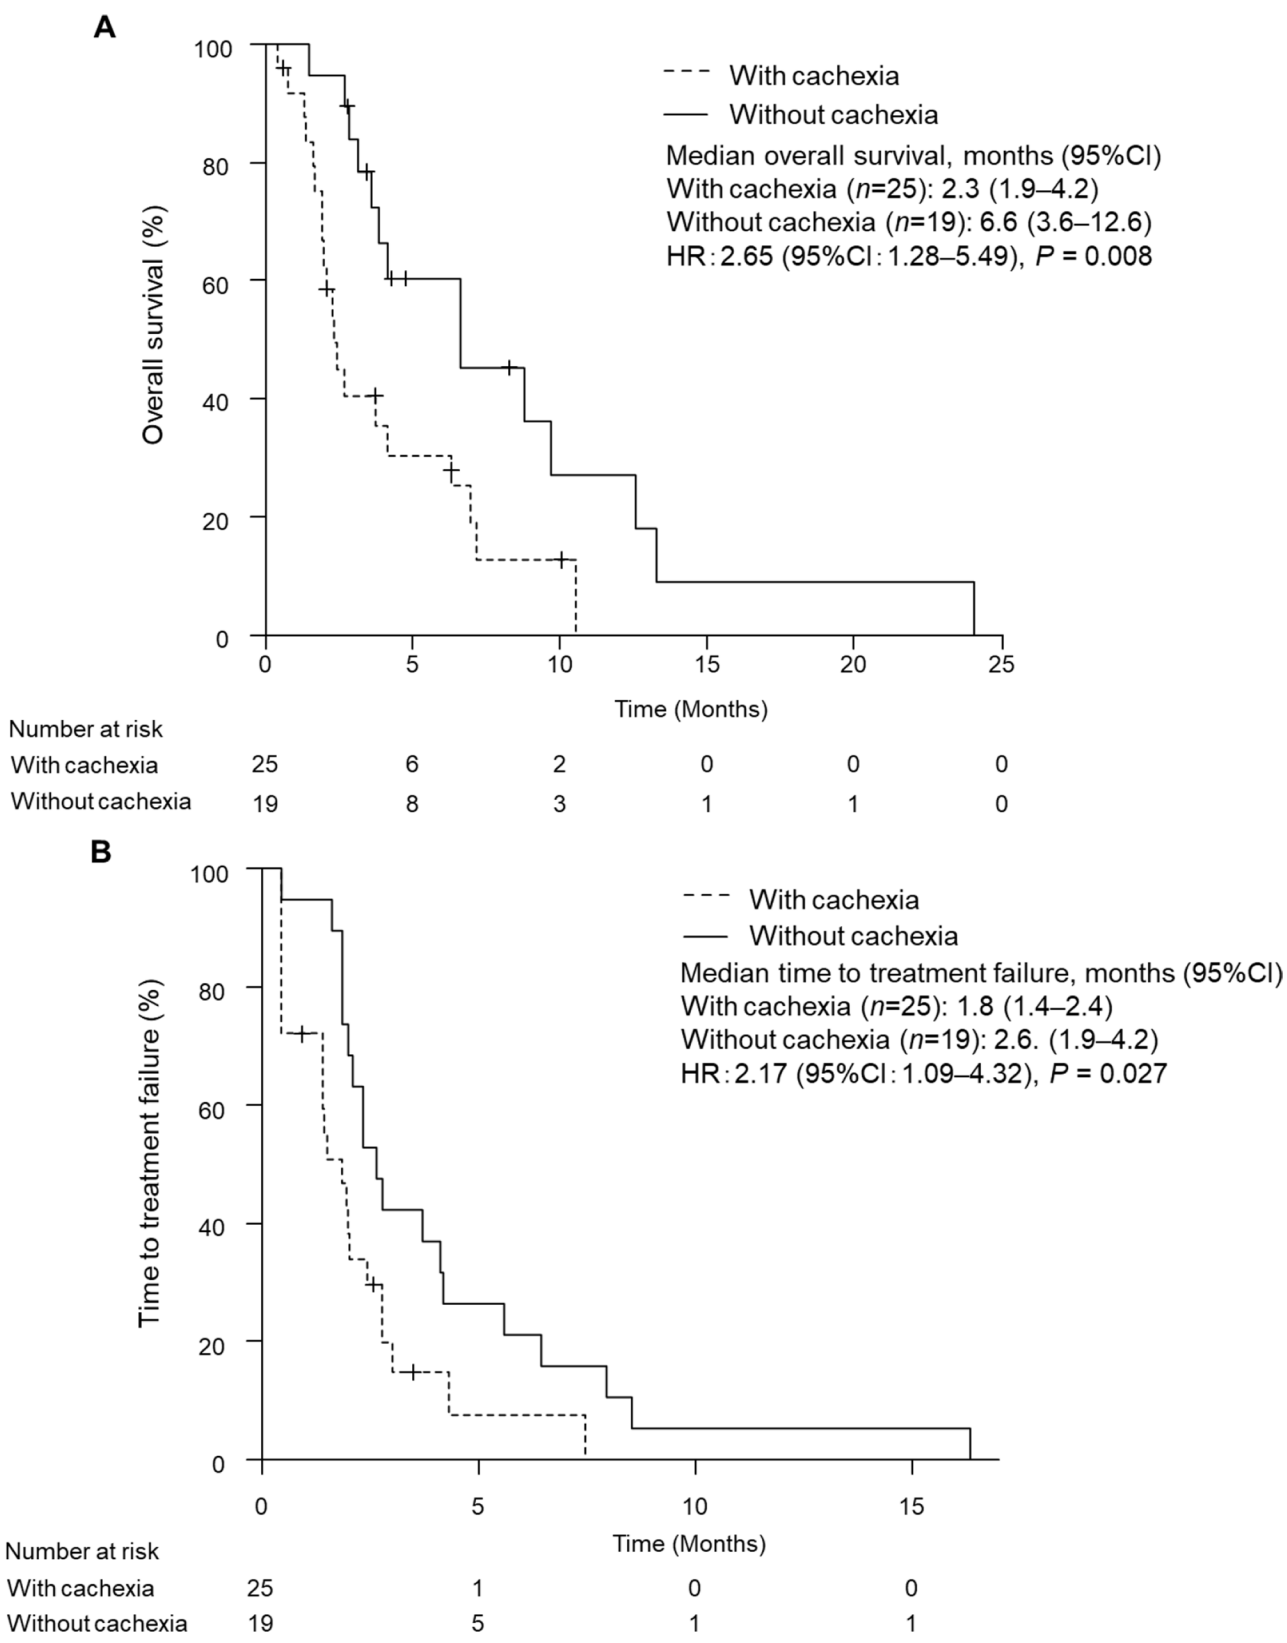 A
100
80
60
40
20
0
Overall survival (%)
With cachexia
Without cachexia
Median overall survival, months (95%CI)
With cachexia (n=25): 2.3 (1.9–4.2)
Without cachexia (n=19): 6.6 (3.6–12.6)
HR : 2.65 (95%CI : 1.28–5.49), P = 0.008
0 5 10 15 20 25
Time (Months)
Number at risk
With cachexia 25 6 2 0 0 0
Without cachexia 19 8 3 1 1 0
B
100
80
60
40
20
0
Time to treatment failure (%)
With cachexia
Without cachexia
Median time to treatment failure, months (95%CI)
With cachexia (n=25): 1.8 (1.4–2.4)
Without cachexia (n=19): 2.6. (1.9–4.2)
HR : 2.17 (95%CI : 1.09–4.32), P = 0.027
0 5 10 15
Time (Months)
Number at risk
With cachexia 25 1 0 0
Without cachexia 19 5 1 1